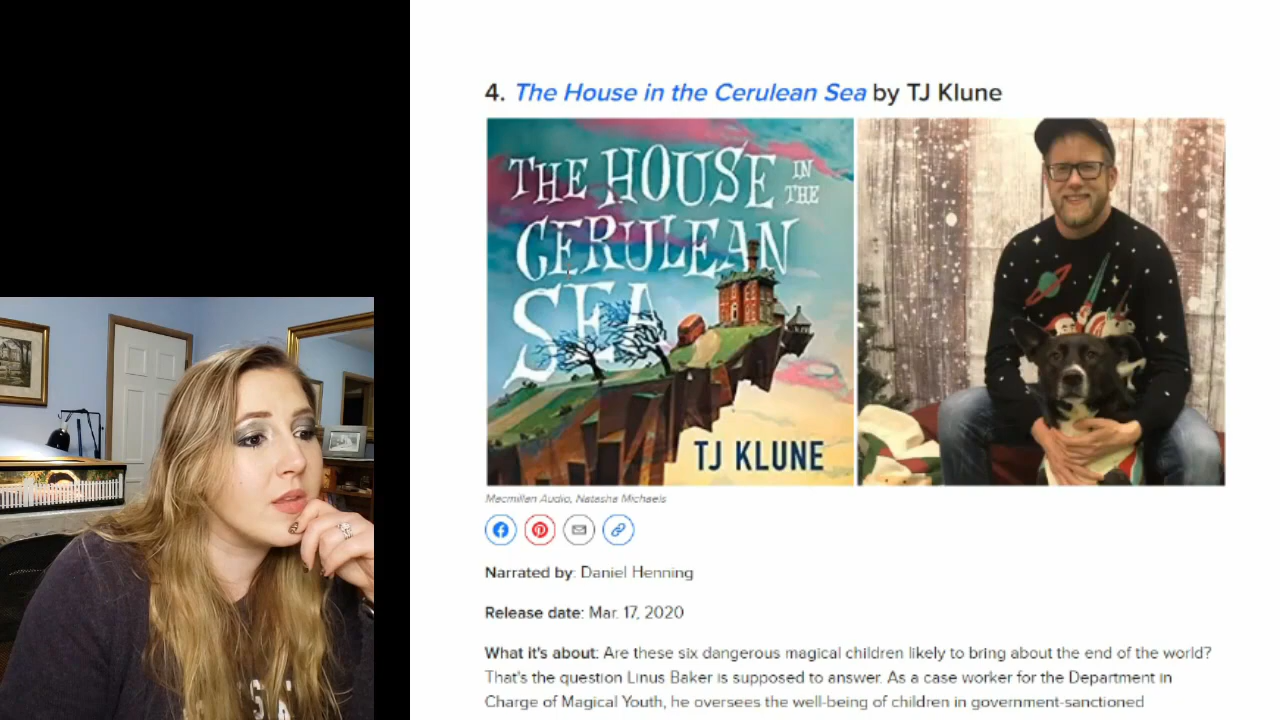 4. The House in the Cerulean Sea by TJ Klune
THE HOUSE IN THE
CERULEAN
SEA
TJ KLUNE
Macmillan Audio, Natasha Michaels
Narrated by: Daniel Henning
Release date: Mar. 17, 2020
What it's about: Are these six dangerous magical children likely to bring about the end of the world?
That's the question Linus Baker is supposed to answer. As a case worker for the Department in
Charge of Magical Youth, he oversees the well-being of children in government-sanctioned